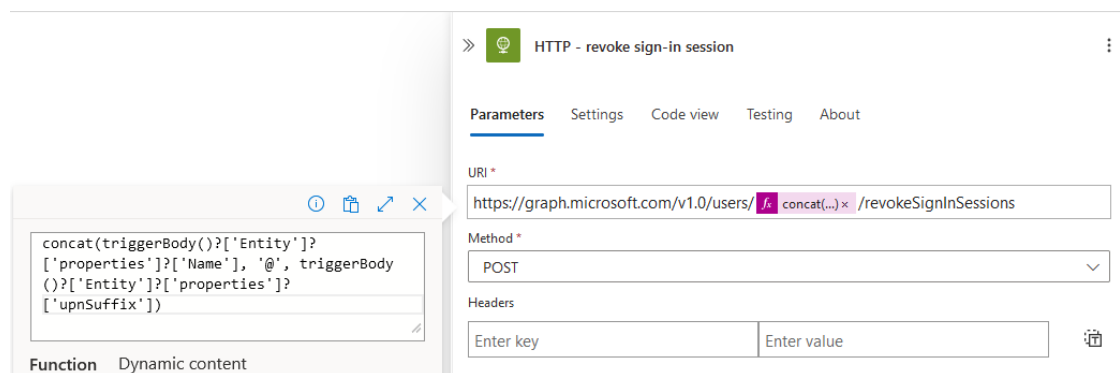 HTTP - revoke sign-in session
Parameters Settings Code view Testing About
URI *
https://graph.microsoft.com/v1.0/users/ fx concat(...) × /revokeSignInSessions
Method *
POST
Headers
Enter key Enter value
concat(triggerBody()?['Entity']?
['properties']?['Name'], '@', triggerBody
()?['Entity']?['properties']?
['upnSuffix'])
Function Dynamic content